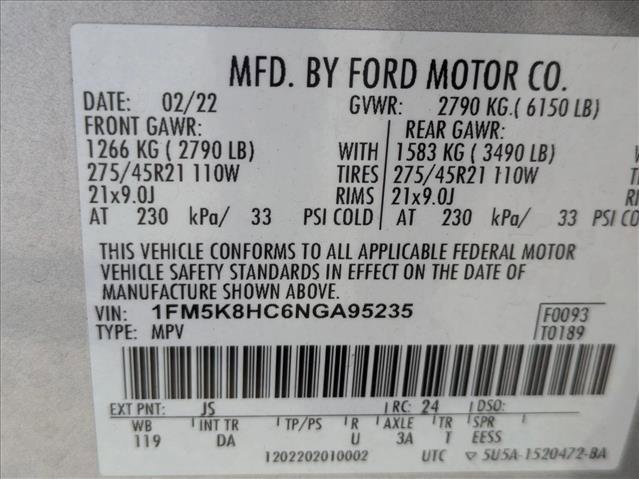 MFD. BY FORD MOTOR CO.
DATE: 02/22 GVWR: 2790 KG.( 6150 LB)
FRONT GAWR: REAR GAWR:
1266 KG ( 2790 LB) WITH 1583 KG ( 3490 LB)
275/45R21 110W TIRES 275/45R21 110W
21x9.0J RIMS 21x9.0J
AT 230 kPa/ 33 PSI COLD AT 230 kPa/ 33 PSI CO
THIS VEHICLE CONFORMS TO ALL APPLICABLE FEDERAL MOTOR
VEHICLE SAFETY STANDARDS IN EFFECT ON THE DATE OF
MANUFACTURE SHOWN ABOVE.
VIN: 1FM5K8HC6NGA95235 F0093
TYPE: MPV T0189
EXT PNT: JS RC: 24 DSO:
WB INT TR TP/PS R AXLE TR SPR
119 DA U 3A T EESS
1202202010002 UTC ▽ 5U5A-1520472-BA